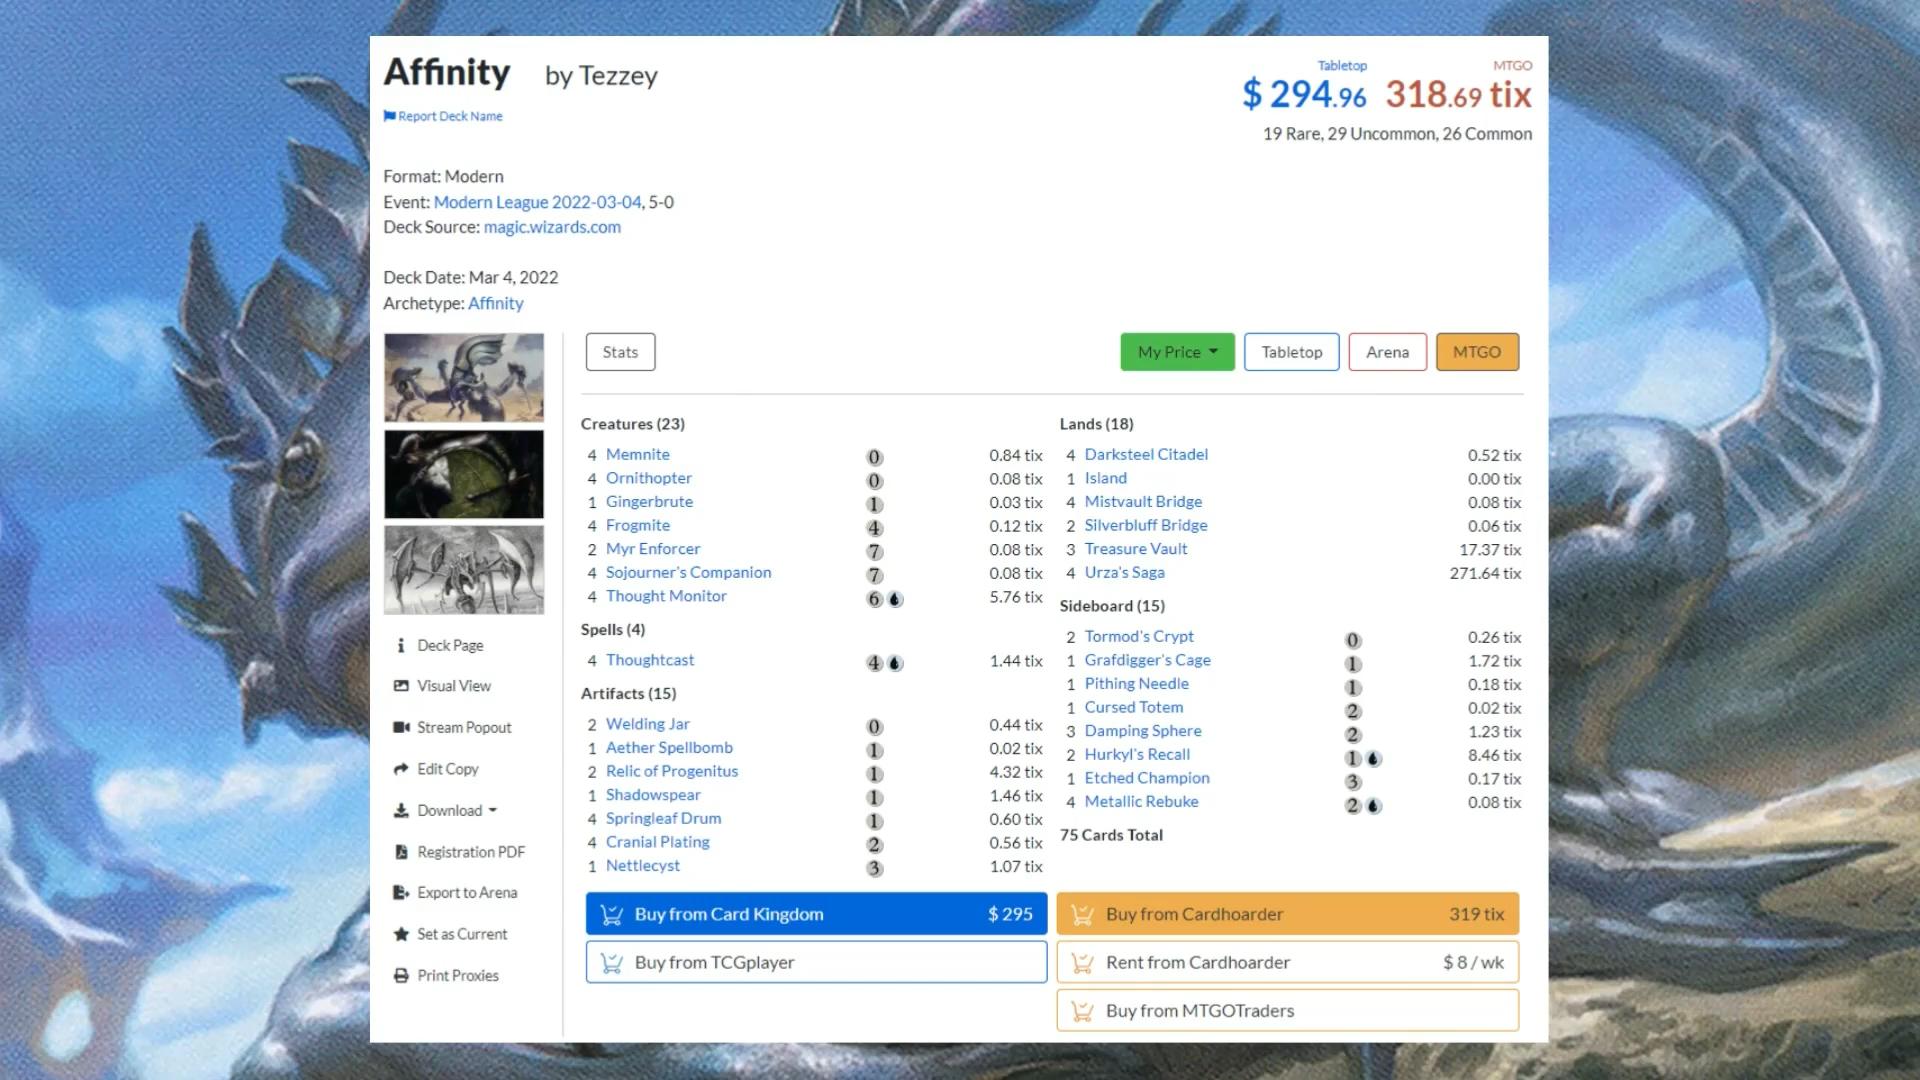 Affinity by Tezzey
Report Deck Name
Tabletop MTGO
$ 294.96 318.69 tix
19 Rare, 29 Uncommon, 26 Common
Format: Modern
Event: Modern League 2022-03-04, 5-0
Deck Source: magic.wizards.com
Deck Date: Mar 4, 2022
Archetype: Affinity
Deck Page
Visual View
Stream Popout
Edit Copy
Download
Registration PDF
Export to Arena
Set as Current
Print Proxies
Stats My Price Tabletop Arena MTGO
Creatures (23)
4 Memnite 0 0.84 tix
4 Ornithopter 0 0.08 tix
1 Gingerbrute 1 0.03 tix
4 Frogmite 4 0.12 tix
2 Myr Enforcer 7 0.08 tix
4 Sojourner's Companion 7 0.08 tix
4 Thought Monitor 6 5.76 tix
Spells (4)
4 Thoughtcast 4 1.44 tix
Artifacts (15)
2 Welding Jar 0 0.44 tix
1 Aether Spellbomb 1 0.02 tix
2 Relic of Progenitus 1 4.32 tix
1 Shadowspear 1 1.46 tix
4 Springleaf Drum 1 0.60 tix
4 Cranial Plating 2 0.56 tix
1 Nettlecyst 3 1.07 tix
Lands (18)
4 Darksteel Citadel 0.52 tix
1 Island 0.00 tix
4 Mistvault Bridge 0.08 tix
2 Silverbluff Bridge 0.06 tix
3 Treasure Vault 17.37 tix
4 Urza's Saga 271.64 tix
Sideboard (15)
2 Tormod's Crypt 0 0.26 tix
1 Grafdigger's Cage 1 1.72 tix
1 Pithing Needle 1 0.18 tix
1 Cursed Totem 2 0.02 tix
3 Damping Sphere 2 1.23 tix
2 Hurkyl's Recall 1 8.46 tix
1 Etched Champion 3 0.17 tix
4 Metallic Rebuke 2 0.08 tix
75 Cards Total
Buy from Card Kingdom $ 295
Buy from TCGplayer
Buy from Cardhoarder 319 tix
Rent from Cardhoarder $ 8 / wk
Buy from MTGOTraders